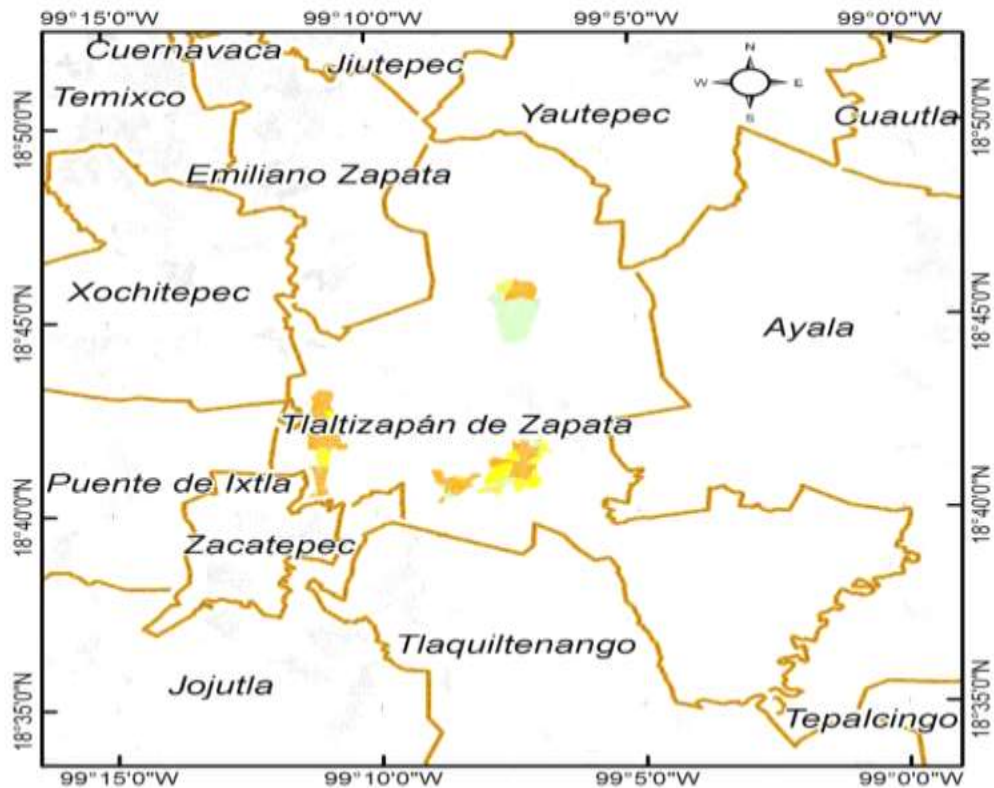 99°15'0"W 99°10'0"W 99°5'0"W 99°0'0"W
Cuernavaca
Jiutepec
N
W E
S
Temixco
Yautepec
Cuautla
18°50'0"N
18°50'0"N
Emiliano Zapata
Xochitepec
Ayala
18°45'0"N
18°45'0"N
Tlaltizapán de Zapata
Puente de Ixtla
18°40'0"N
18°40'0"N
Zacatepec
Tlaquiltenango
Jojutla
Tepalcingo
18°35'0"N
18°35'0"N
99°15'0"W 99°10'0"W 99°5'0"W 99°0'0"W